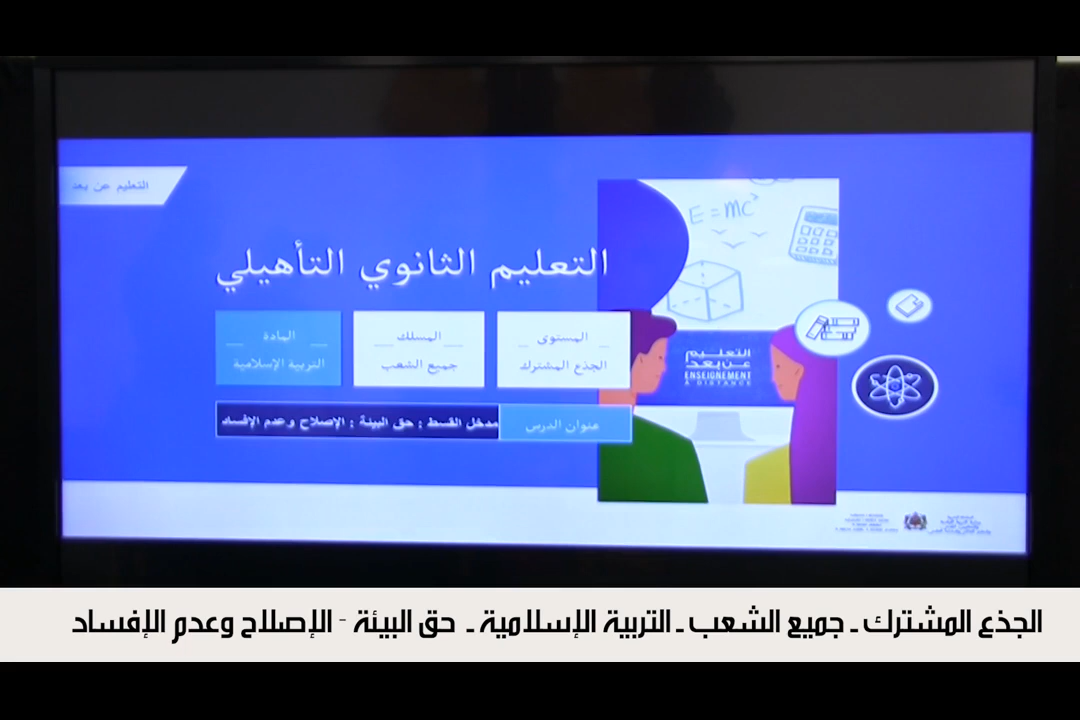 التعليم عن بعد
E=mc²
التعليم الثانوي التأهيلي
المستوى
الجذع المشترك
المسلك
جميع الشعب
المادة
التربية الإسلامية
التعليم
عن بعد
ENSEIGNEMENT
À DISTANCE
عنوان الدرس
مدخل القسط : حق البيئة : الإصلاح وعدم الإفساد
الجذع المشترك - جميع الشعب - التربية الإسلامية - حق البيئة - الإصلاح وعدم الإفساد